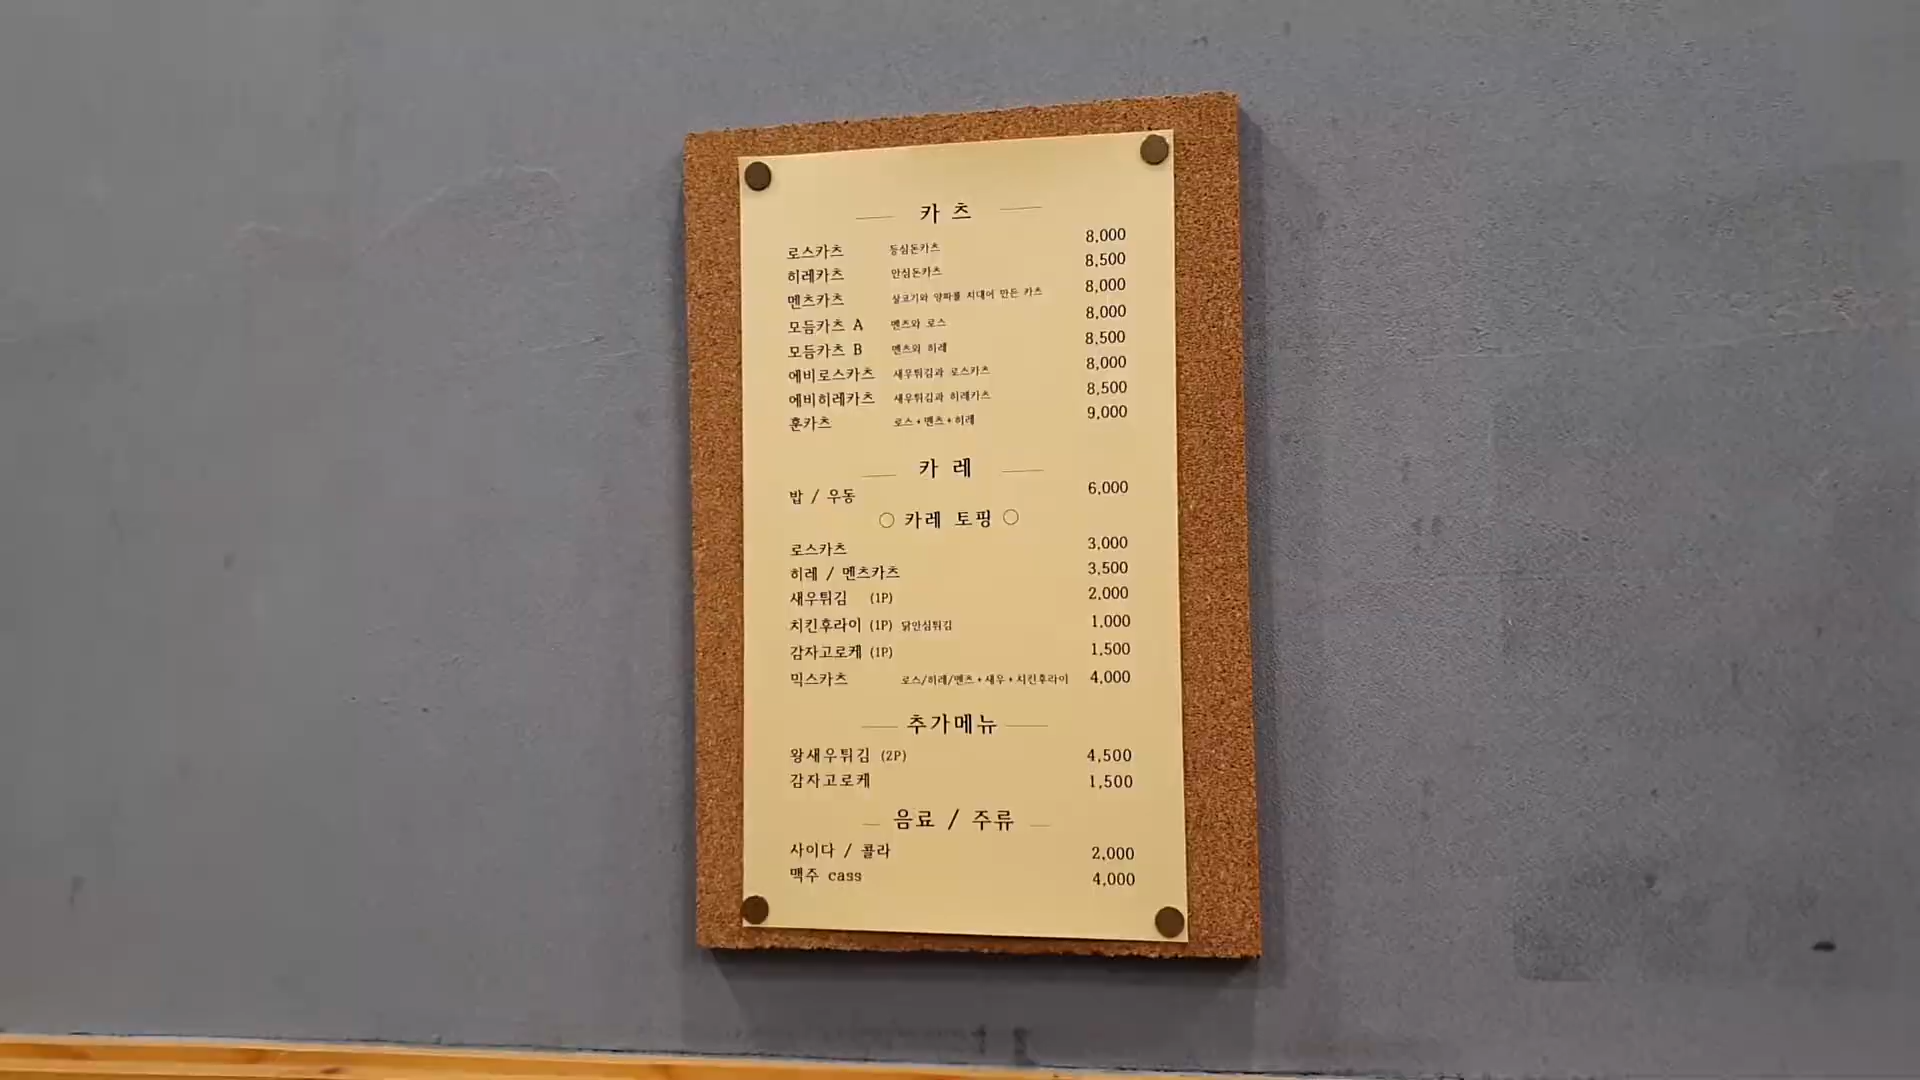 카 츠
로스카츠 등심돈카츠 8,000
히레카츠 안심돈카츠 8,500
멘츠카츠 살코기와 양파를 치대어 만든 카츠 8,000
모듬카츠 A 멘츠와 로스 8,000
모듬카츠 B 멘츠와 히레 8,500
에비로스카츠 새우튀김과 로스카츠 8,000
에비히레카츠 새우튀김과 히레카츠 8,500
훈카츠 로스+멘츠+히레 9,000
카 레
밥 / 우동 6,000
○ 카레 토핑 ○
로스카츠 3,000
히레 / 멘츠카츠 3,500
새우튀김 (1P) 2,000
치킨후라이 (1P) 닭안심튀김 1,000
감자고로케 (1P) 1,500
믹스카츠 로스/히레/멘츠+새우+치킨후라이 4,000
추가메뉴
왕새우튀김 (2P) 4,500
감자고로케 1,500
음료 / 주류
사이다 / 콜라 2,000
맥주 cass 4,000